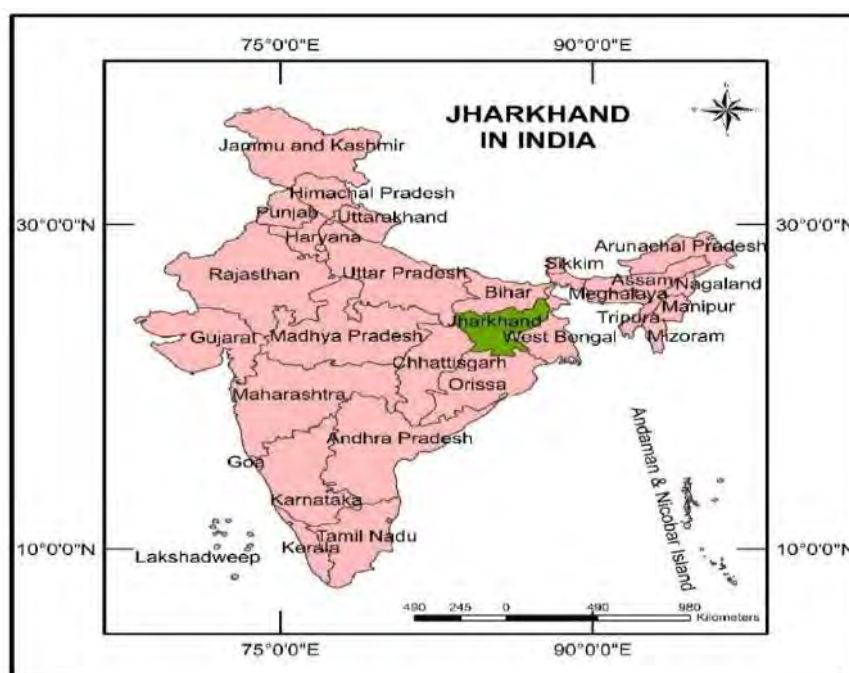 75°0'0"E 90°0'0"E
JHARKHAND
IN INDIA
Jammu and Kashmir
Himachal Pradesh
Punjab
Uttarakhand
30°0'0"N 30°0'0"N
Haryana
Arunachal Pradesh
Sikkim
Rajasthan
Uttar Pradesh
Assam
Nagaland
Bihar
Meghalaya
Manipur
Jharkhand
Tripura
Gujarat
Madhya Pradesh
West Bengal
Mizoram
Chhattisgarh
Orissa
Maharashtra
Andhra Pradesh
Goa
Andaman & Nicobar Island
Karnataka
Tamil Nadu
10°0'0"N 10°0'0"N
Kerala
Lakshadweep
490 245 0 490 980
Kilometers
75°0'0"E 90°0'0"E